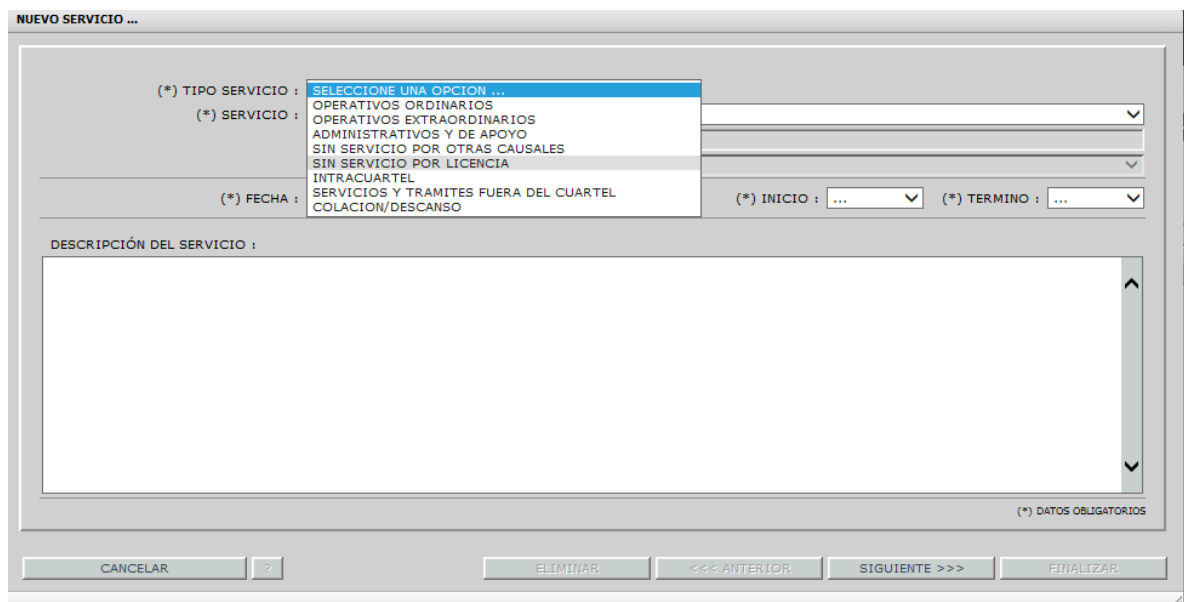 NUEVO SERVICIO ...
(*) TIPO SERVICIO :
SELECCIONE UNA OPCION ...
OPERATIVOS ORDINARIOS
OPERATIVOS EXTRAORDINARIOS
ADMINISTRATIVOS Y DE APOYO
SIN SERVICIO POR OTRAS CAUSALES
SIN SERVICIO POR LICENCIA
INTRACUARTEL
SERVICIOS Y TRAMITES FUERA DEL CUARTEL
COLACION/DESCANSO
(*) SERVICIO :
(*) FECHA :
(*) INICIO : ... (*) TERMINO : ...
DESCRIPCIÓN DEL SERVICIO :
(*) DATOS OBLIGATORIOS
CANCELAR ? ELIMINAR <<< ANTERIOR SIGUIENTE >>> FINALIZAR